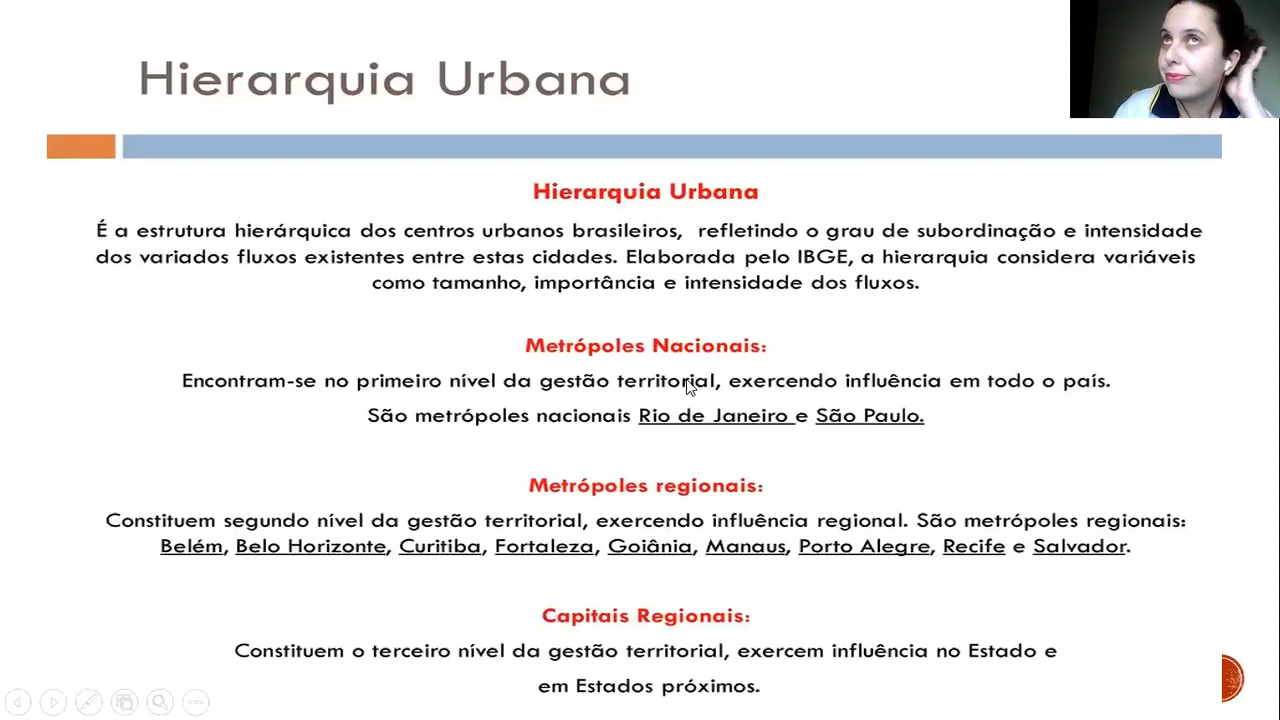 Hierarquia Urbana
Hierarquia Urbana
É a estrutura hierárquica dos centros urbanos brasileiros, refletindo o grau de subordinação e intensidade
dos variados fluxos existentes entre estas cidades. Elaborada pelo IBGE, a hierarquia considera variáveis
como tamanho, importância e intensidade dos fluxos.
Metrópoles Nacionais:
Encontram-se no primeiro nível da gestão territorial, exercendo influência em todo o país.
São metrópoles nacionais Rio de Janeiro e São Paulo.
Metrópoles regionais:
Constituem segundo nível da gestão territorial, exercendo influência regional. São metrópoles regionais:
Belém, Belo Horizonte, Curitiba, Fortaleza, Goiânia, Manaus, Porto Alegre, Recife e Salvador.
Capitais Regionais:
Constituem o terceiro nível da gestão territorial, exercem influência no Estado e
em Estados próximos.